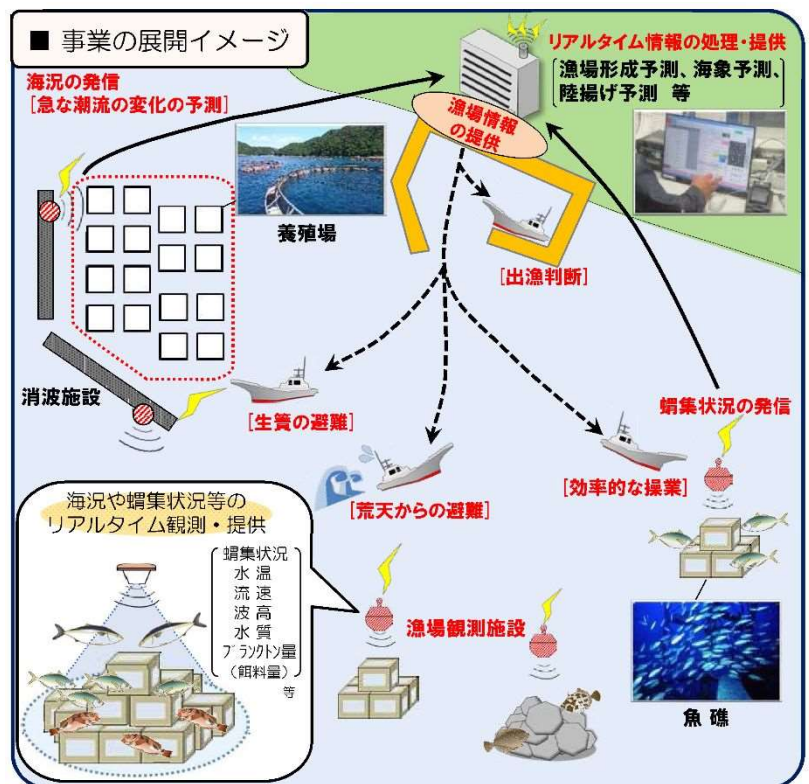 ■ 事業の展開イメージ
海況の発信
[急な潮流の変化の予測]
リアルタイム情報の処理・提供
漁場形成予測、海象予測、
陸揚げ予測 等
漁場情報
の提供
養殖場
[出漁判断]
消波施設
[生簀の避難]
[荒天からの避難]
[効率的な操業]
蝟集状況の発信
海況や蝟集状況等の
リアルタイム観測・提供
蝟集状況
水 温
流 速
波 高
水 質
プランクトン量
(餌料量)
等
漁場観測施設
魚 礁